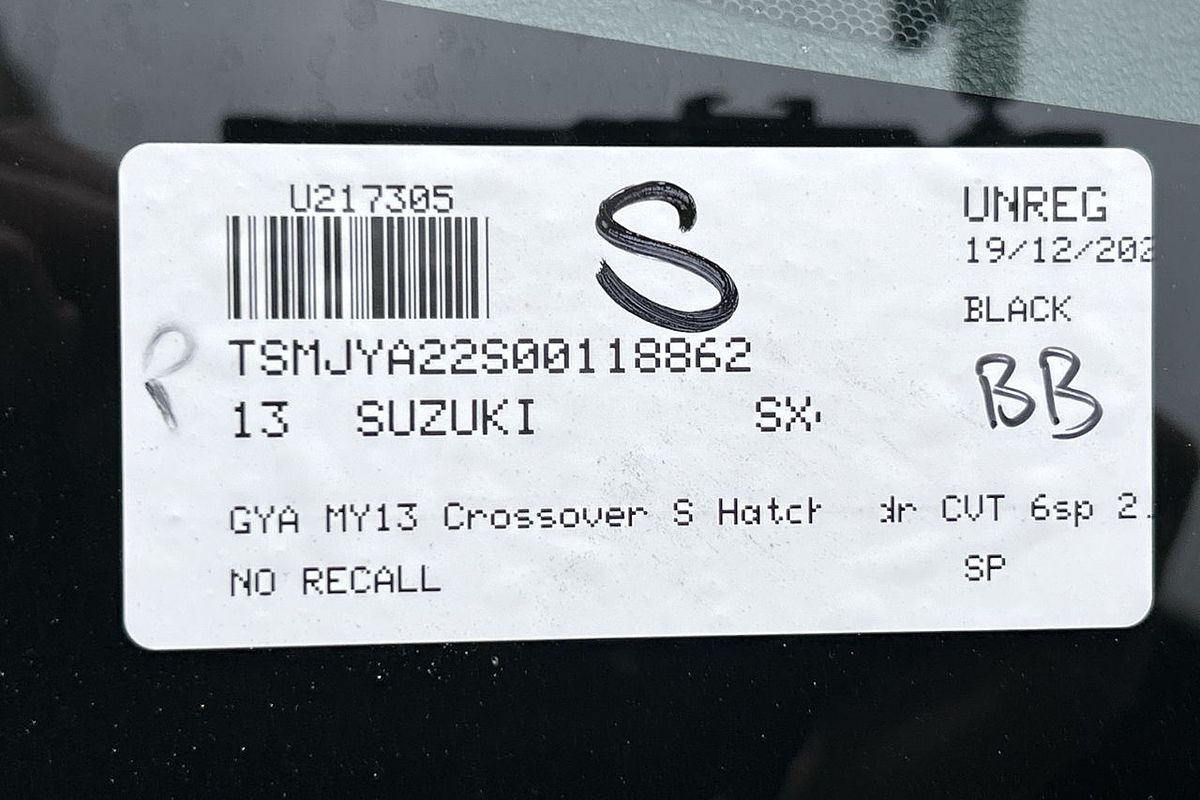 U217305
S
UNREG
19/12/202
BLACK
P
TSMJYA22S00118862
13 SUZUKI SX
BB
GYA MY13 Crossover S Hatch CVT 6sp 2.
NO RECALL
SP